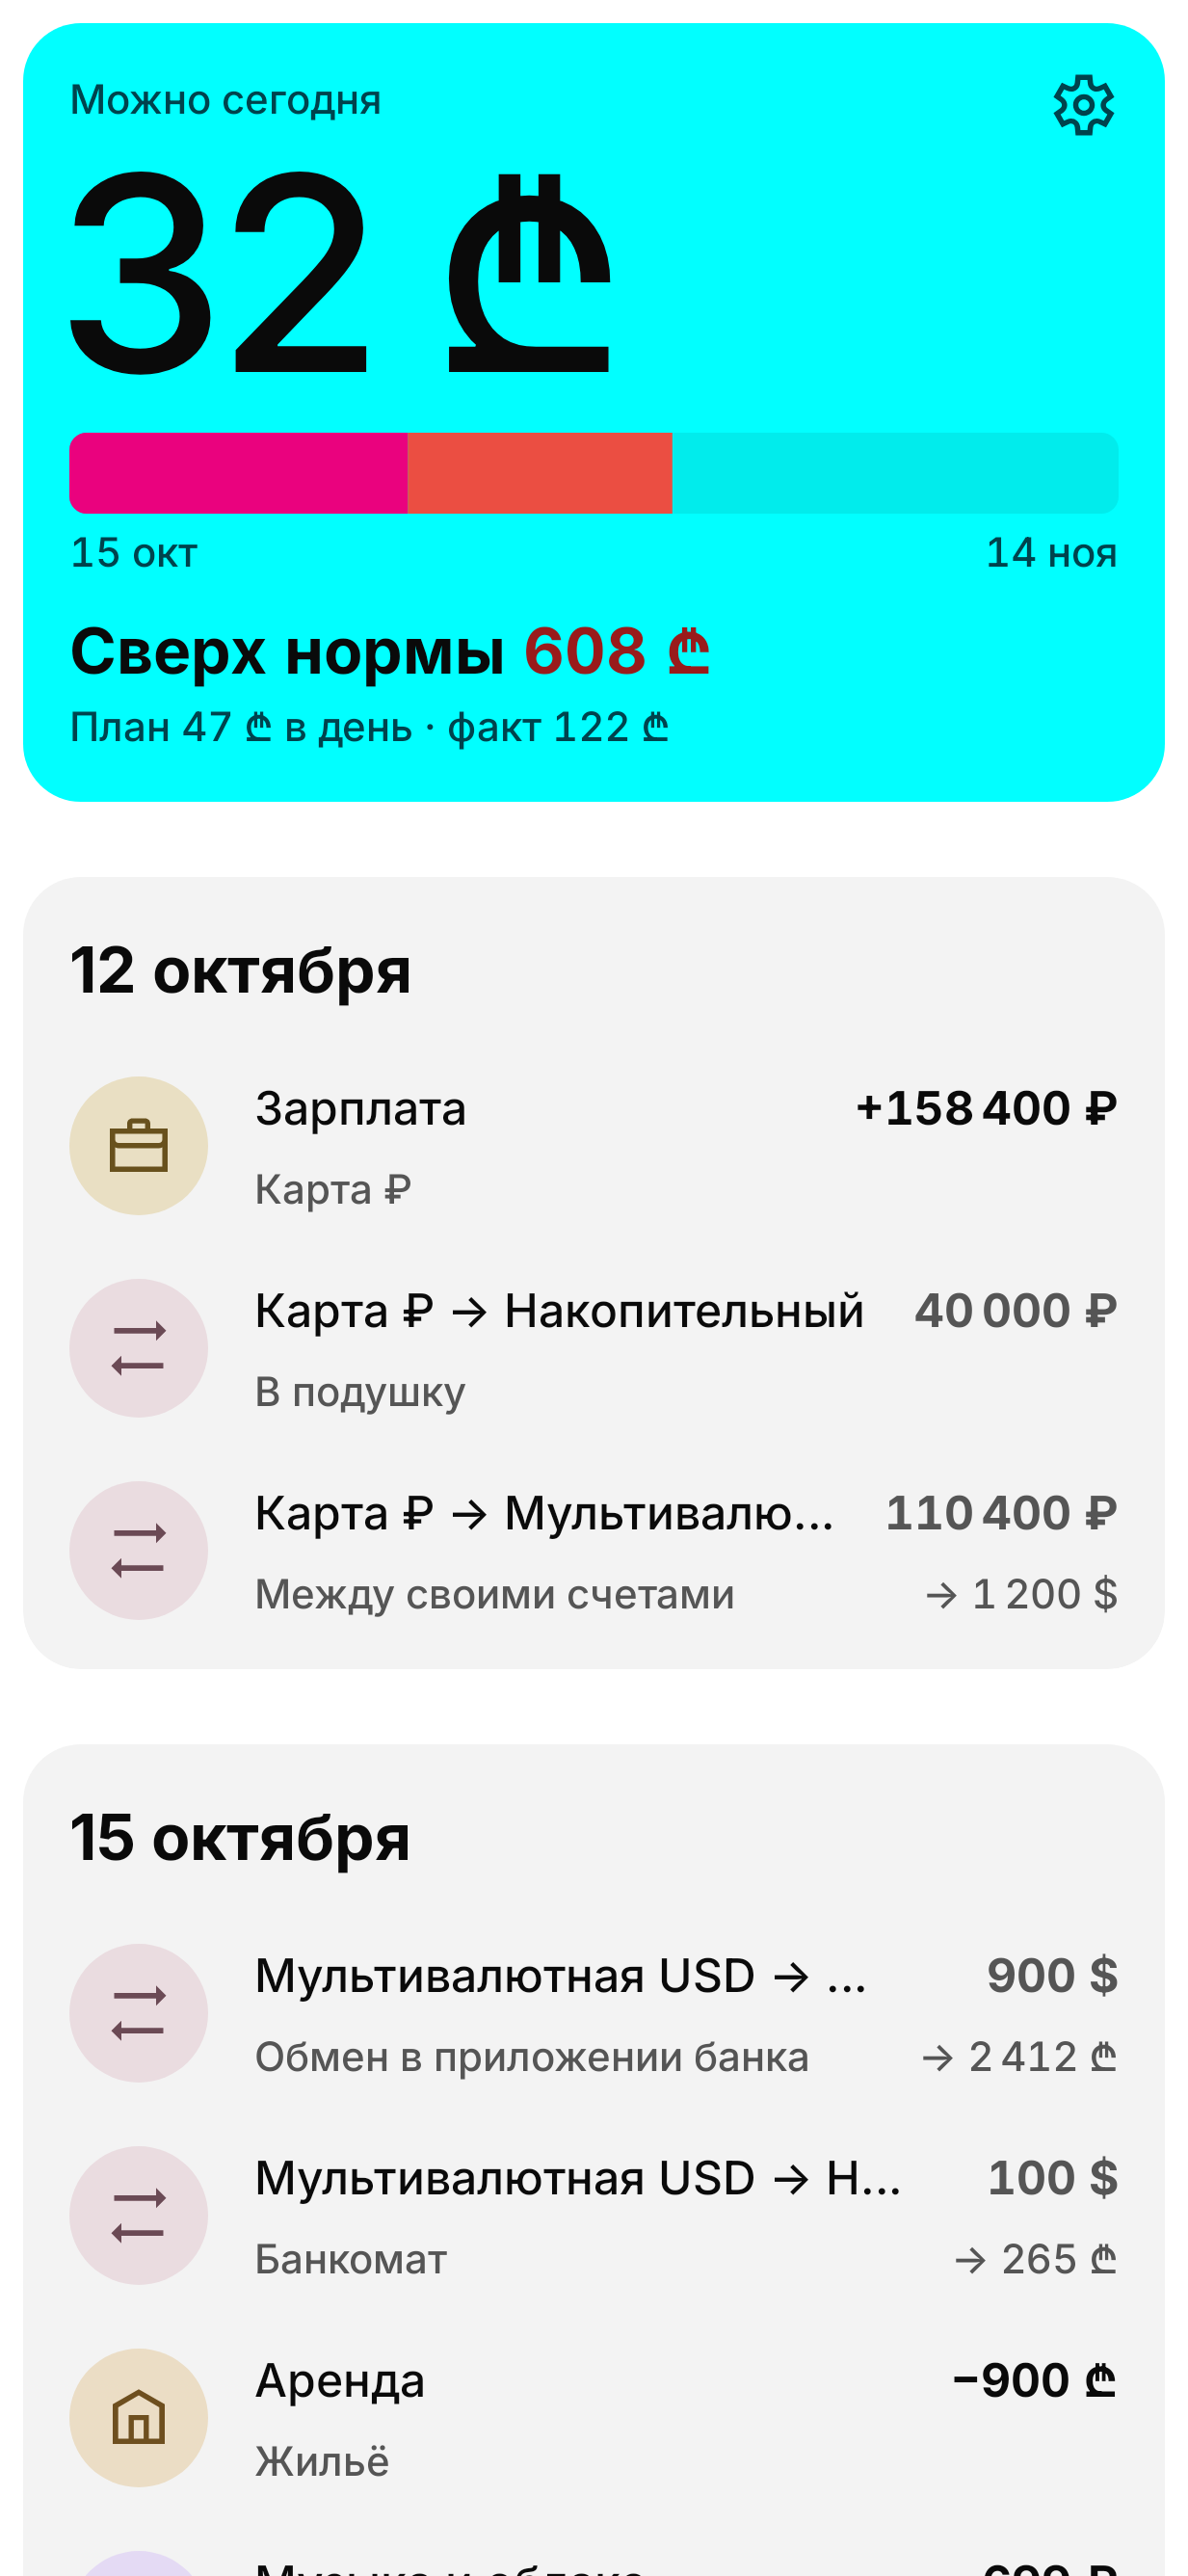 Можно сегодня
32 ₾
15 окт
14 ноя
Сверх нормы 608 ₾
План 47 ₾ в день · факт 122 ₾
12 октября
Зарплата +158 400 ₽
Карта ₽
Карта ₽ → Накопительный 40 000 ₽
В подушку
Карта ₽ → Мультивалю... 110 400 ₽
Между своими счетами → 1 200 $
15 октября
Мультивалютная USD → ... 900 $
Обмен в приложении банка → 2 412 ₾
Мультивалютная USD → Н... 100 $
Банкомат → 265 ₾
Аренда −900 ₾
Жильё